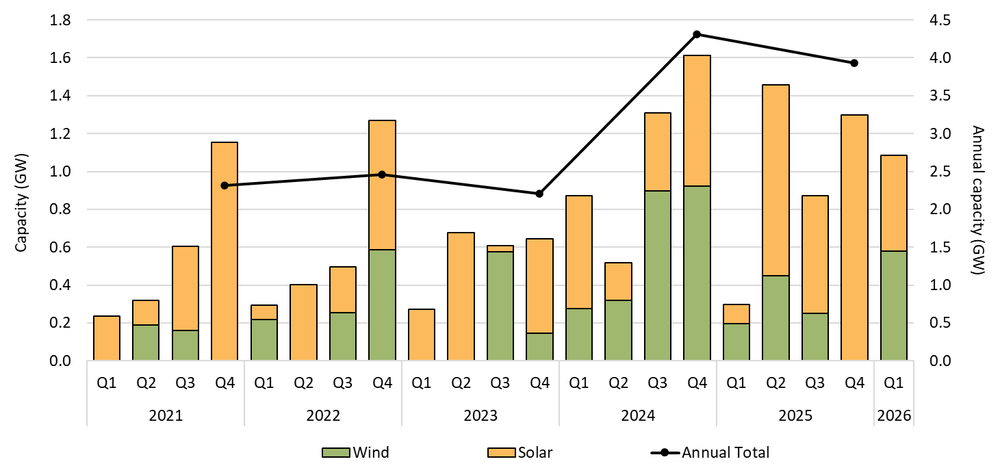 1.8 4.5
1.6 4.0
1.4 3.5
1.2 3.0
1.0 2.5
0.8 2.0
0.6 1.5
0.4 1.0
0.2 0.5
0.0 0.0
Capacity (GW)
Annual capacity (GW)
Q1 Q2 Q3 Q4 Q1 Q2 Q3 Q4 Q1 Q2 Q3 Q4 Q1 Q2 Q3 Q4 Q1 Q2 Q3 Q4 Q1
2021 2022 2023 2024 2025 2026
Wind Solar Annual Total